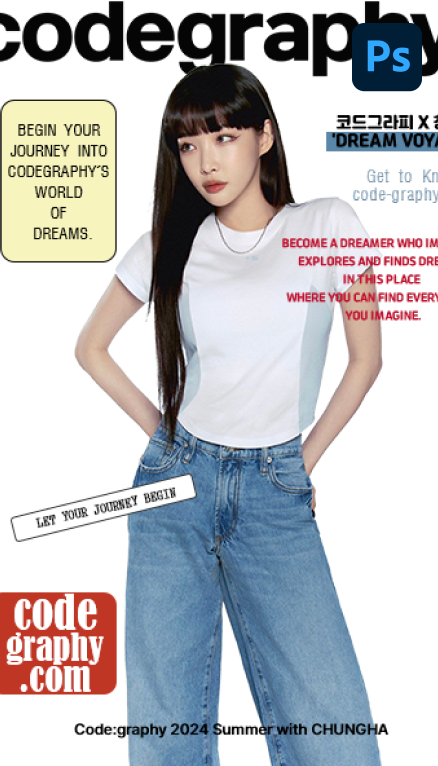 codegraphy
Ps
BEGIN YOUR
JOURNEY INTO
CODEGRAPHY'S
WORLD
OF
DREAMS.
코드그라피 X
'DREAM VOYA
Get to Kn
code-graphy
BECOME A DREAMER WHO IM
EXPLORES AND FINDS DRE
IN THIS PLACE
WHERE YOU CAN FIND EVERY
YOU IMAGINE.
LET YOUR JOURNEY BEGIN
code
graphy
.com
Code:graphy 2024 Summer with CHUNGHA